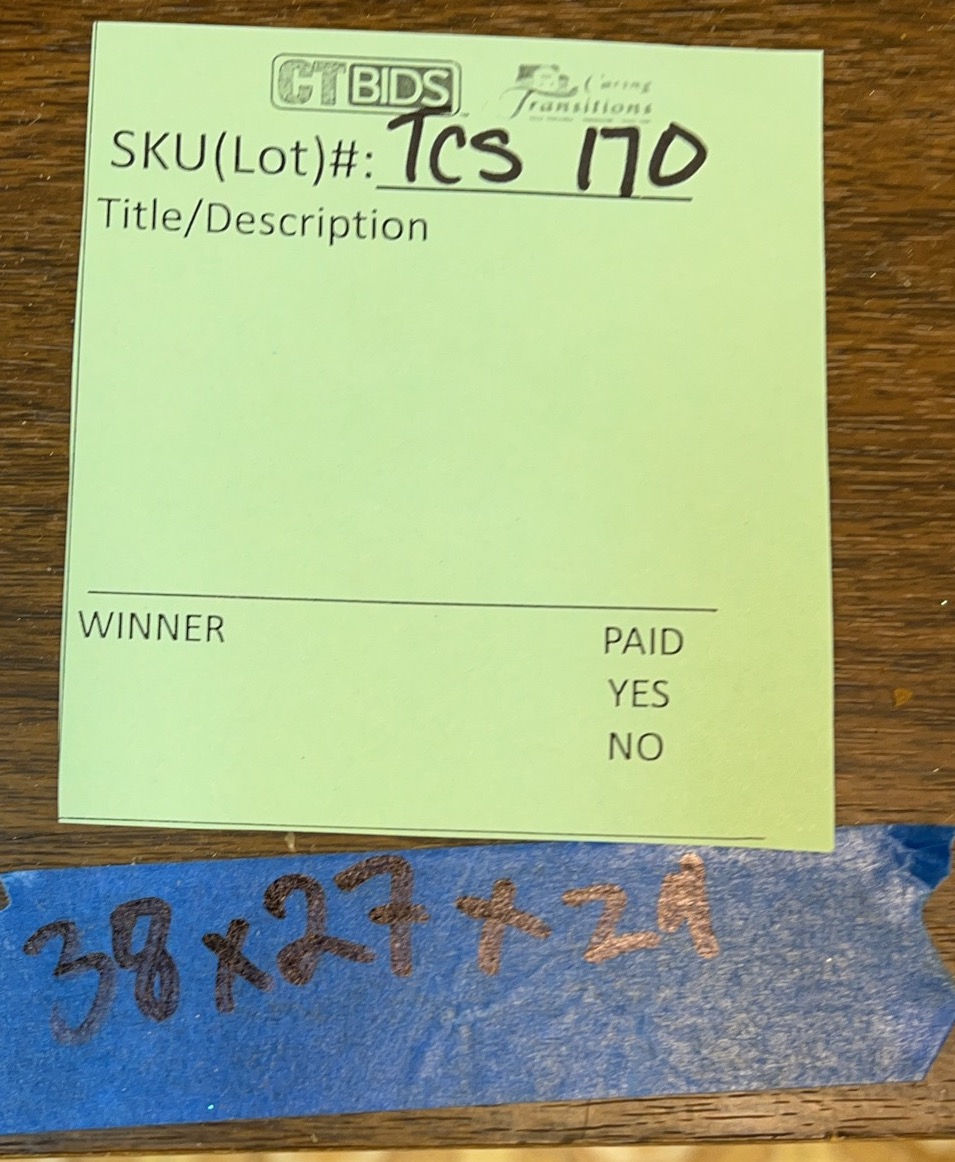 CTBIDS Caring Transitions
SKU(Lot)#: TCS 170
Title/Description
WINNER PAID
YES
NO
38x27x29